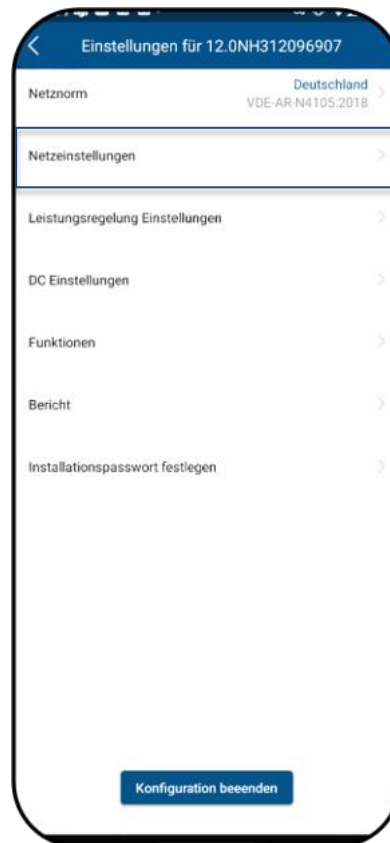 Einstellungen für 12.0NH312096907
Netznorm
Deutschland
VDE-AR-N4105:2018
Netzeinstellungen
Leistungsregelung Einstellungen
DC Einstellungen
Funktionen
Bericht
Installationspasswort festlegen
Konfiguration beeenden